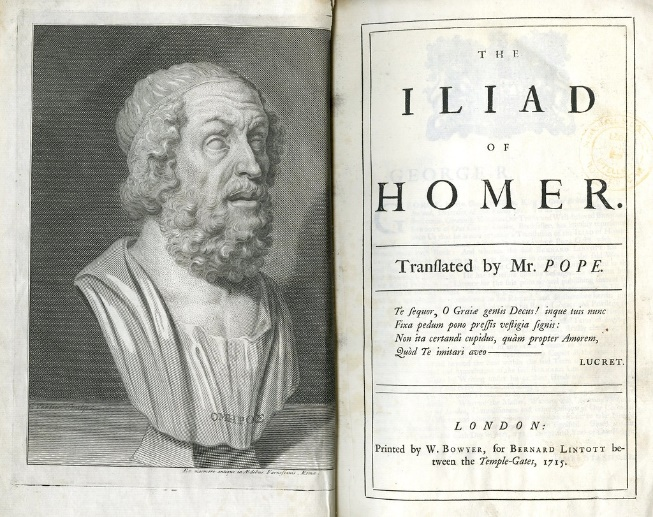 ΟΜΗΡΟΣ
Ex marmore antiquo in Ædibus Farnesianis, Romæ
THE
ILIAD
OF
HOMER.
Tranſlated by Mr. POPE.
Te ſequor, O Graiæ gentis Decus! inque tuis nunc
Fixa pedum pono preſſis veſtigia ſignis:
Non ita certandi cupidus, quàm propter Amorem,
Quòd Te imitari aveo———
LUCRET.
LONDON:
Printed by W. BOWYER, for BERNARD LINTOTT be-
tween the Temple-Gates, 1715.